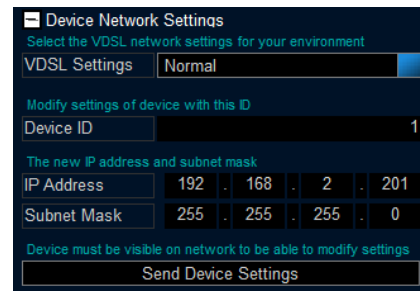 Device Network Settings
Select the VDSL network settings for your environment
VDSL Settings Normal
Modify settings of device with this ID
Device ID 1
The new IP address and subnet mask
IP Address 192 . 168 . 2 . 201
Subnet Mask 255 . 255 . 255 . 0
Device must be visible on network to be able to modify settings
Send Device Settings